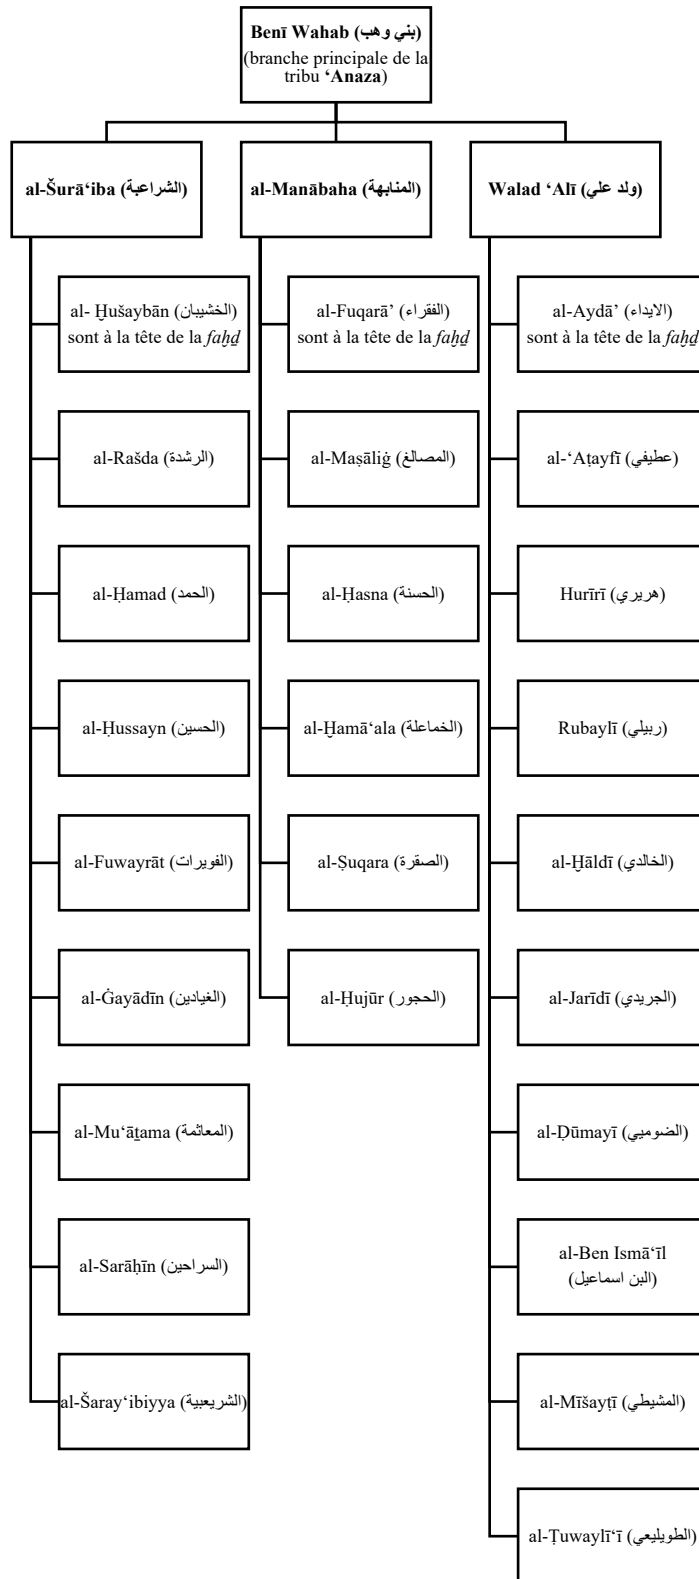 Benī Wahab (بني وهب)
(branche principale de la
tribu ‘Anaza)
al-Šurā‘iba (الشراعبة)
al-Manābaha (المنابهة)
Walad ‘Alī (ولد علي)
al- Ḫušaybān (الخشيبان)
sont à la tête de la faḫḏ
al-Rašda (الرشدة)
al-Ḥamad (الحمد)
al-Ḥussayn (الحسين)
al-Fuwayrāt (الفويرات)
al-Ġayādīn (الغيادين)
al-Mu‘āṯama (المعاثمة)
al-Sarāḥīn (السراحين)
al-Šaray‘ibiyya (الشريعبية)
al-Fuqarā’ (الفقراء)
sont à la tête de la faḫḏ
al-Maṣāliġ (المصالغ)
al-Ḥasna (الحسنة)
al-Ḫamā‘ala (الخماعلة)
al-Ṣuqara (الصقرة)
al-Ḥujūr (الحجور)
al-Aydā’ (الايداء)
sont à la tête de la faḫḏ
al-‘Aṭayfī (عطيفي)
Hurīrī (هريري)
Rubaylī (ربيلي)
al-Ḫāldī (الخالدي)
al-Jarīdī (الجريدي)
al-Ḍūmayī (الضوميي)
al-Ben Ismā‘īl
(البن اسماعيل)
al-Mīšayṭī (المشيطي)
al-Ṭuwaylī‘ī (الطويليعي)